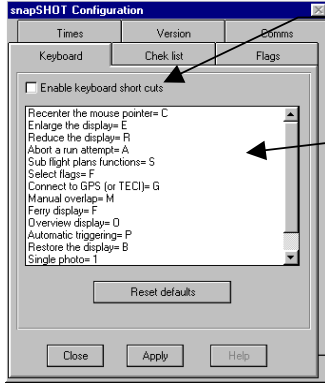 snapSHOT Configuration
Times Version Comms
Keyboard Chek list Flags
Enable keyboard short cuts
Recenter the mouse pointer= C
Enlarge the display= E
Reduce the display= R
Abort a run attempt= A
Sub flight plans functions= S
Select flags= F
Connect to GPS (or TECI)= G
Manual overlap= M
Ferry display= F
Overview display= O
Automatic triggering= P
Restore the display= B
Single photo= 1
Reset defaults
Close Apply Help